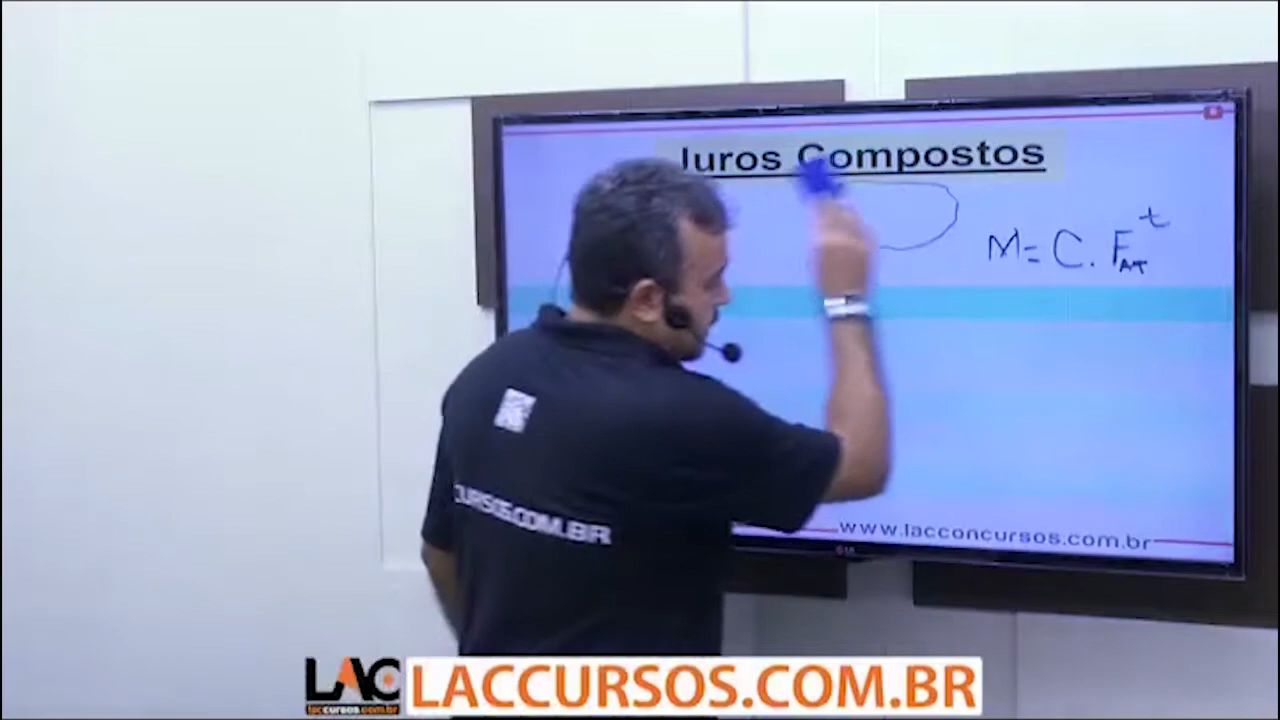 Juros Compostos
M = C . F_AT^t
CURSOS.COM.BR
www.lacconcursos.com.br
LAC
laccursos.com.br
LACCURSOS.COM.BR